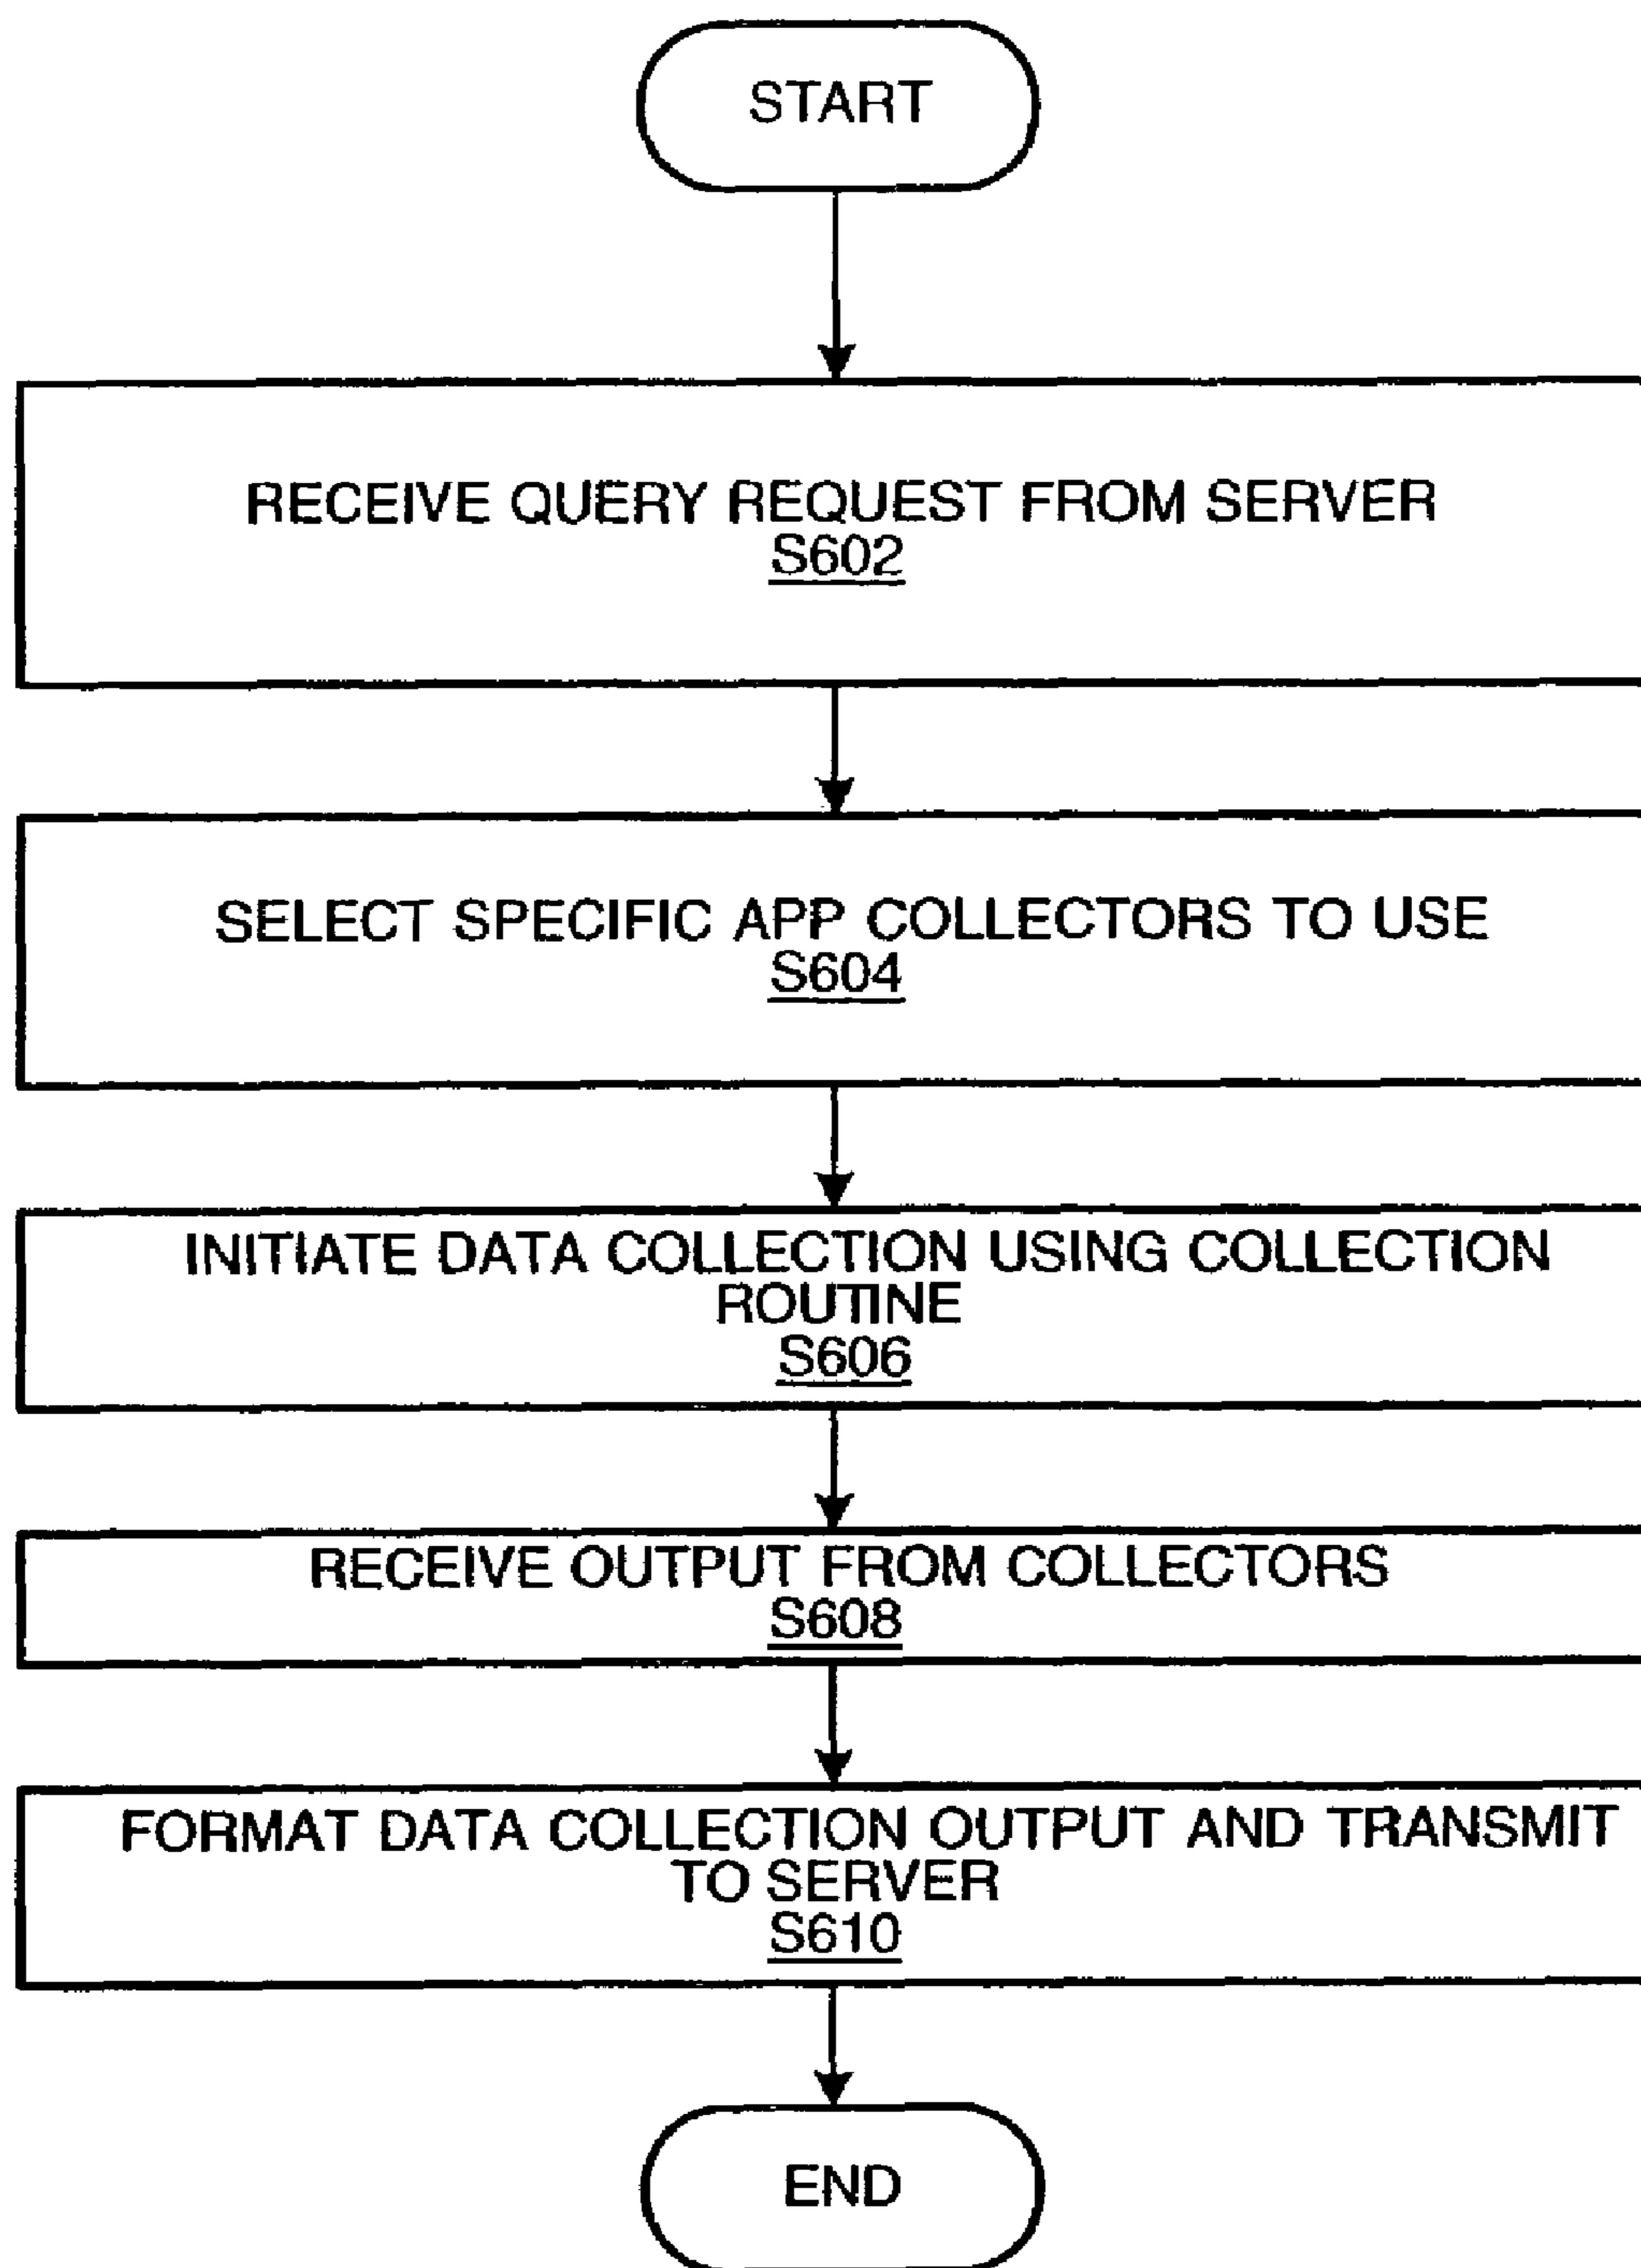 START
RECEIVE QUERY REQUEST FROM SERVER
S602
SELECT SPECIFIC APP COLLECTORS TO USE
S604
INITIATE DATA COLLECTION USING COLLECTION
ROUTINE
S606
RECEIVE OUTPUT FROM COLLECTORS
S608
FORMAT DATA COLLECTION OUTPUT AND TRANSMIT
TO SERVER
S610
END